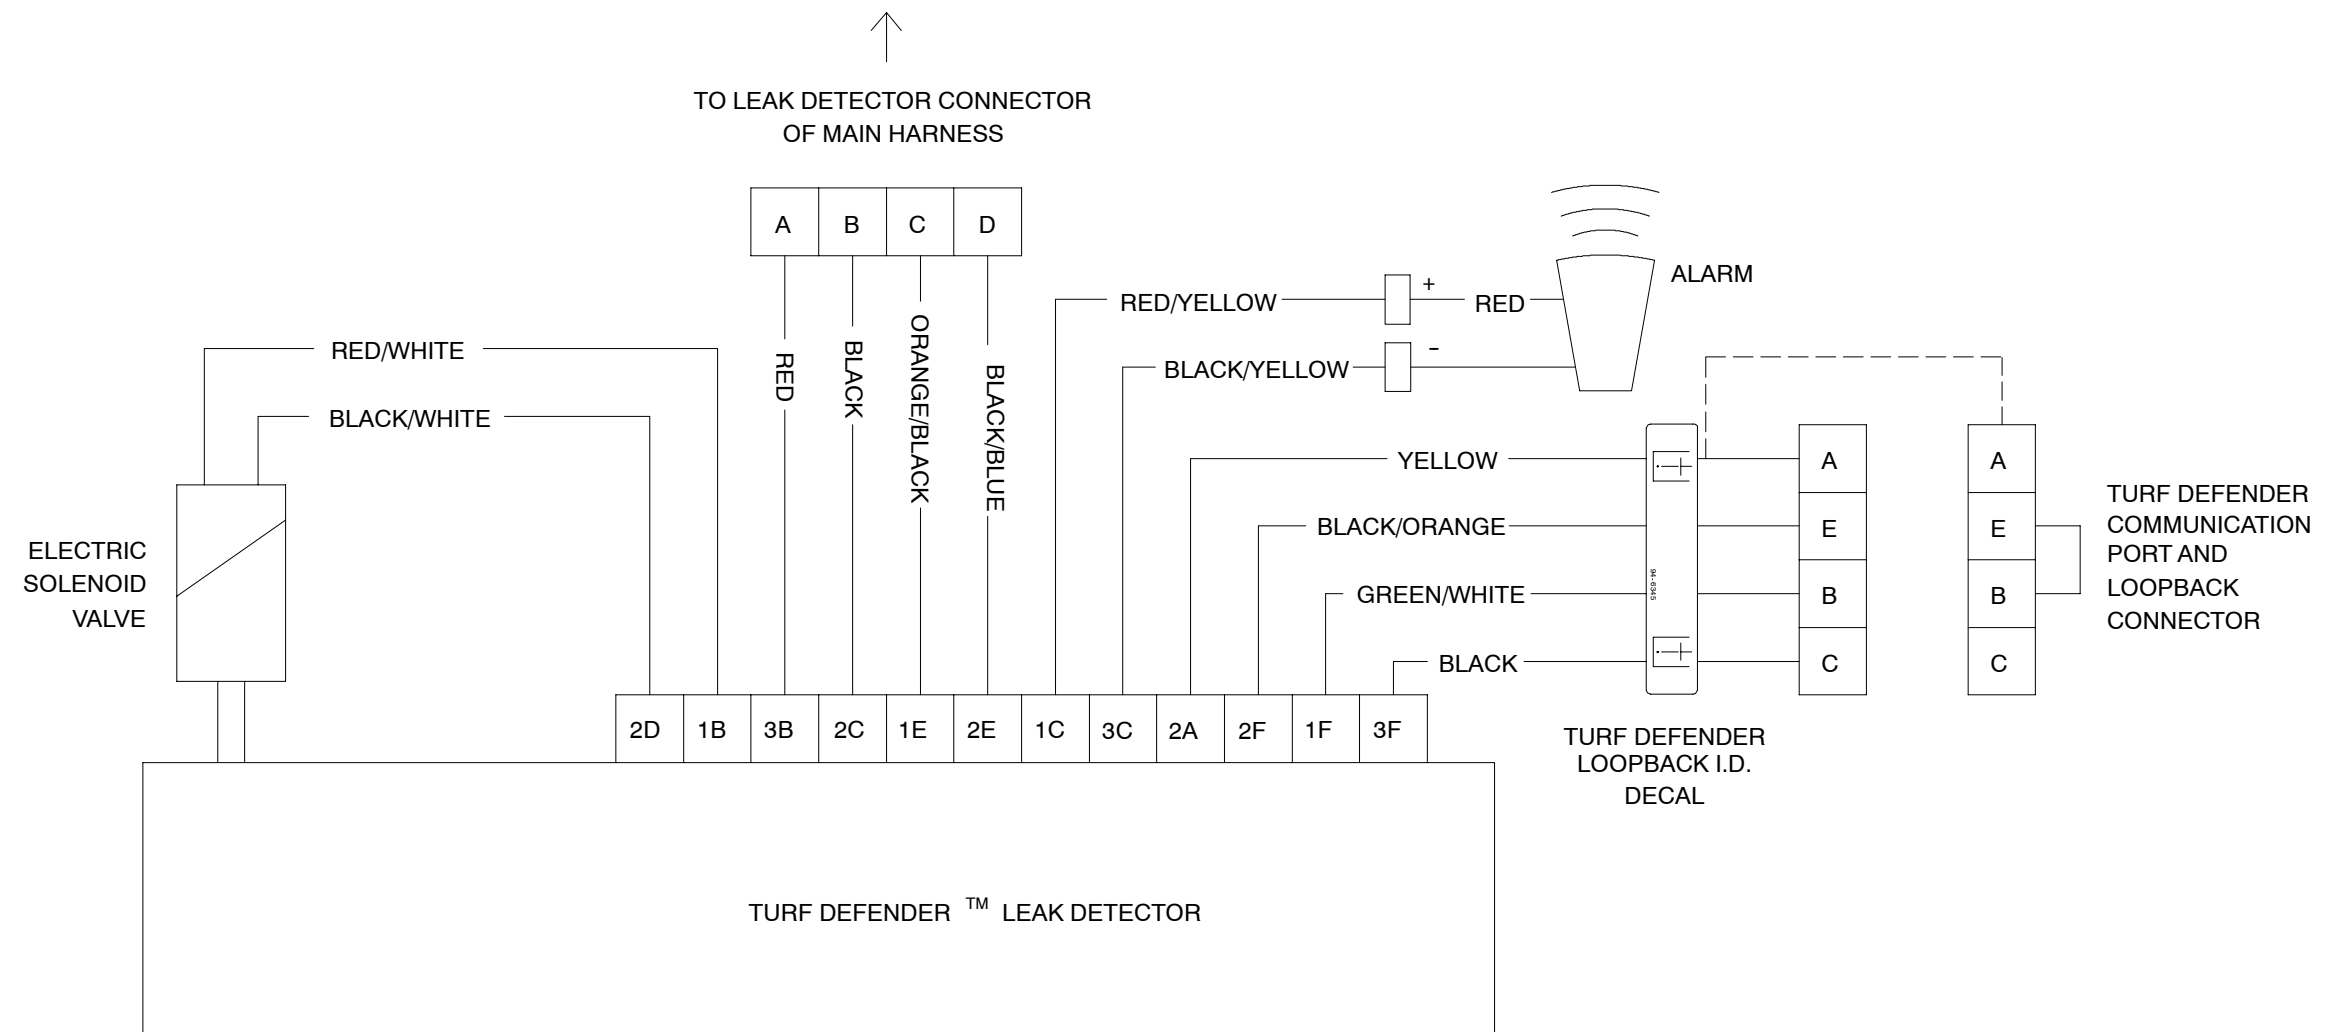 TO LEAK DETECTOR CONNECTOR
OF MAIN HARNESS
A B C D
RED
BLACK
ORANGE/BLACK
BLACK/BLUE
RED/WHITE
BLACK/WHITE
ELECTRIC
SOLENOID
VALVE
RED/YELLOW
+
RED
ALARM
BLACK/YELLOW
-
YELLOW
BLACK/ORANGE
GREEN/WHITE
BLACK
94-6345
A
E
B
C
A
E
B
C
TURF DEFENDER
COMMUNICATION
PORT AND
LOOPBACK
CONNECTOR
TURF DEFENDER
LOOPBACK I.D.
DECAL
2D 1B 3B 2C 1E 2E 1C 3C 2A 2F 1F 3F
TURF DEFENDER TM LEAK DETECTOR